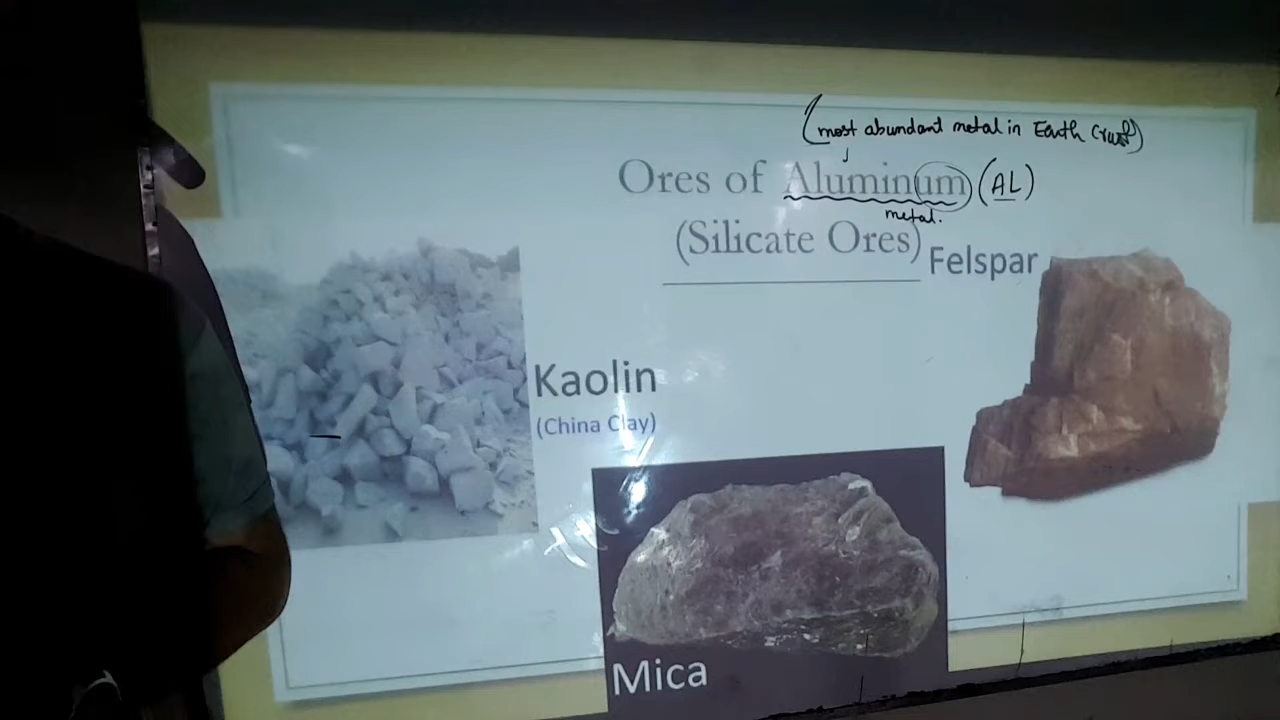 (most abundant metal in Earth Crust)
Ores of Aluminum (AL)
metal.
(Silicate Ores)
Felspar
Kaolin
(China Clay)
Mica